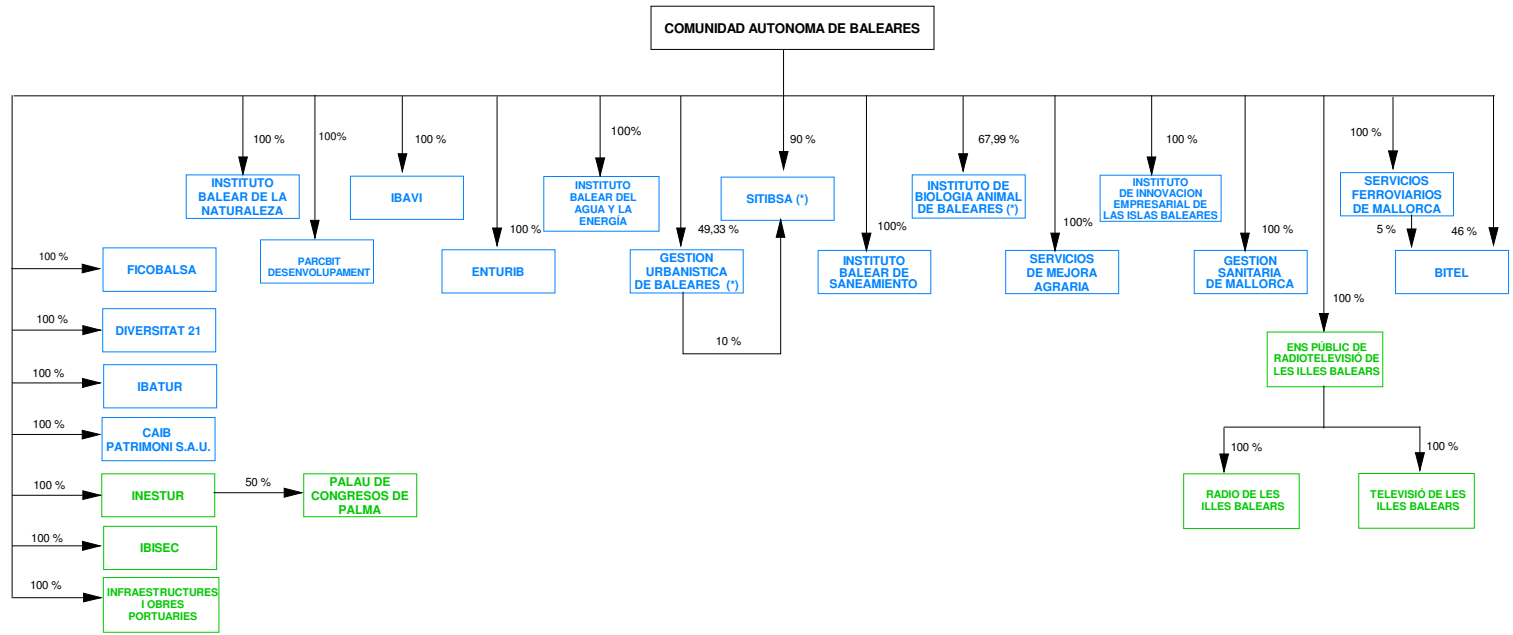 COMUNIDAD AUTONOMA DE BALEARES
100 %
100%
100 %
100 %
100%
100 %
90 %
67,99 %
100 %
100 %
INSTITUTO
BALEAR DE LA
NATURALEZA
IBAVI
INSTITUTO
BALEAR DEL
AGUA Y LA
ENERGÍA
SITIBSA (*)
INSTITUTO DE
BIOLOGIA ANIMAL
DE BALEARES (*)
INSTITUTO
DE INNOVACION
EMPRESARIAL DE
LAS ISLAS BALEARES
SERVICIOS
FERROVIARIOS
DE MALLORCA
100 %
49,33 %
100%
100%
100 %
5 %
46 %
PARCBIT
DESENVOLUPAMENT
ENTURIB
GESTION
URBANISTICA
DE BALEARES (*)
INSTITUTO
BALEAR DE
SANEAMIENTO
SERVICIOS
DE MEJORA
AGRARIA
GESTION
SANITARIA
DE MALLORCA
BITEL
100 %
FICOBALSA
100 %
100 %
DIVERSITAT 21
10 %
ENS PÚBLIC DE
RADIOTELEVISIÓ DE
LES ILLES BALEARS
100 %
IBATUR
100 %
CAIB
PATRIMONI S.A.U.
100 %
100 %
100 %
INESTUR
50 %
PALAU DE
CONGRESOS DE
PALMA
RADIO DE LES
ILLES BALEARS
TELEVISIÓ DE LES
ILLES BALEARS
100 %
IBISEC
100 %
INFRAESTRUCTURES
I OBRES
PORTUARIES